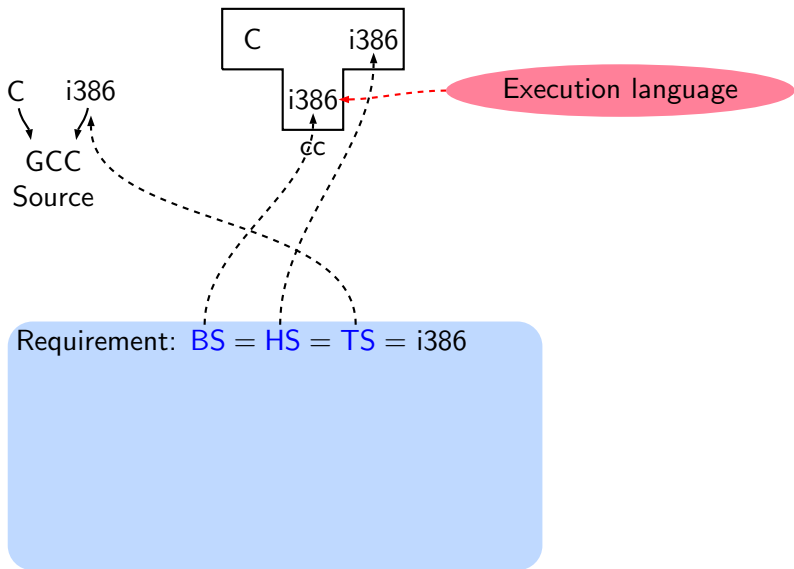 C i386
i386 Execution language
C i386
cc
GCC
Source
Requirement: BS = HS = TS = i386